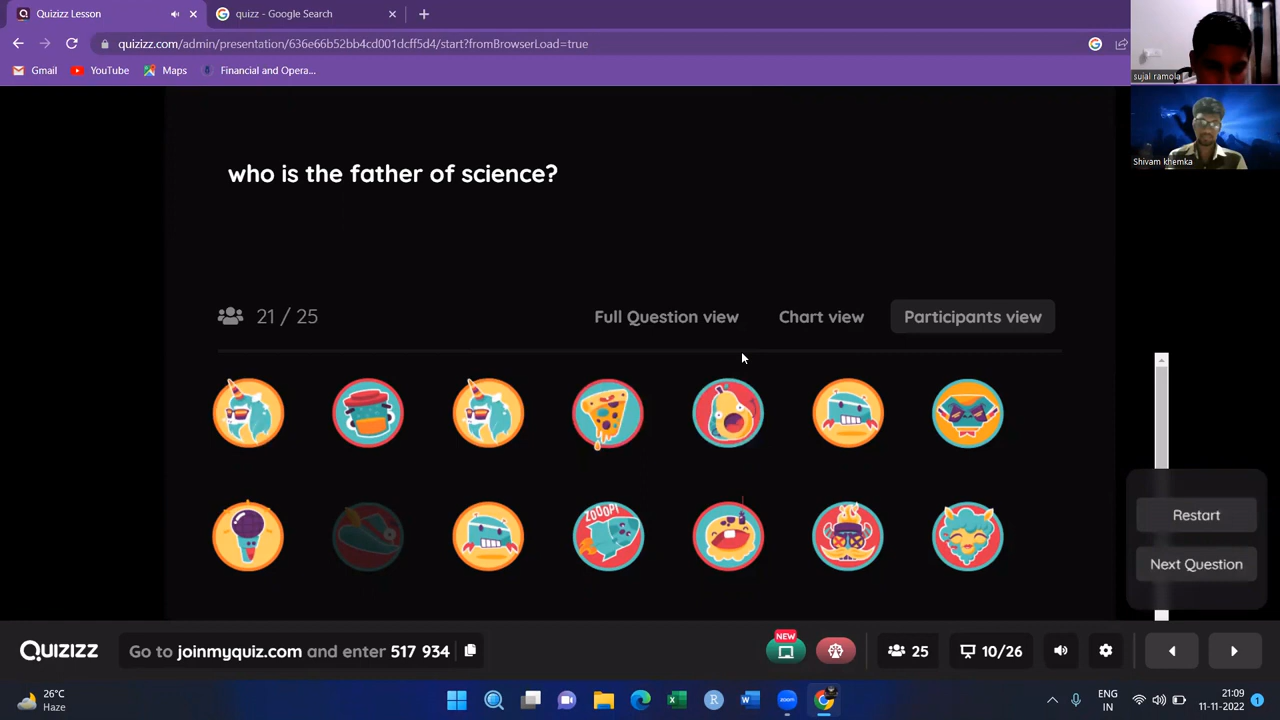 Quizizz Lesson
quizz - Google Search
quizizz.com/admin/presentation/636e66b52bb4cd001dcff5d4/start?fromBrowserLoad=true
Gmail
YouTube
Maps
Financial and Opera...
sujal ramola
Shivam khemka
who is the father of science?
21 / 25
Full Question view
Chart view
Participants view
ZOOOP!
Restart
Next Question
QUIZIZZ
Go to joinmyquiz.com and enter 517 934
NEW
25
10/26
26°C
Haze
ENG
IN
21:09
11-11-2022
1